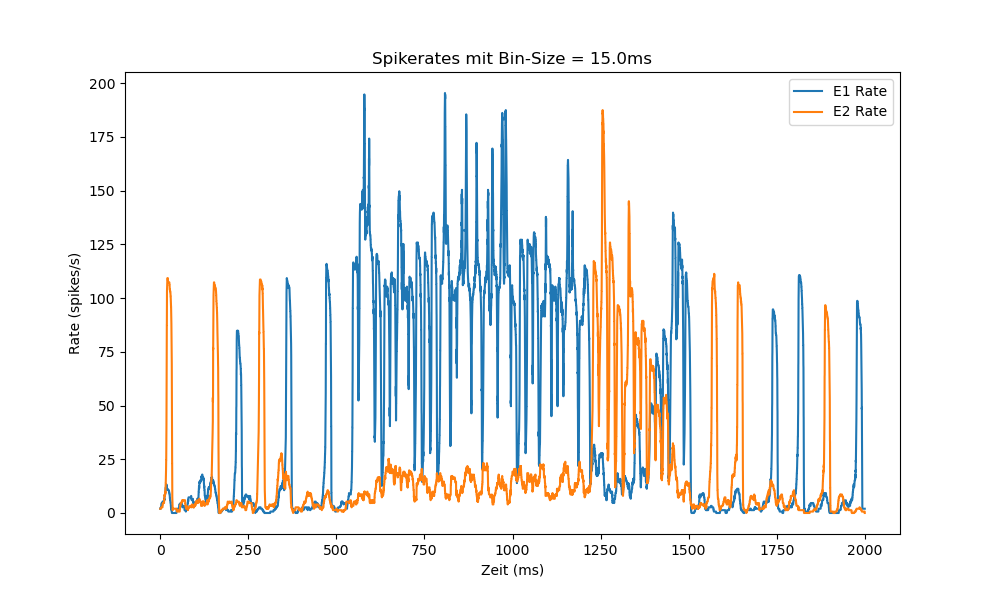 Spikerates mit Bin-Size = 15.0ms
E1 Rate
E2 Rate
Rate (spikes/s)
200
175
150
125
100
75
50
25
0
0 250 500 750 1000 1250 1500 1750 2000
Zeit (ms)